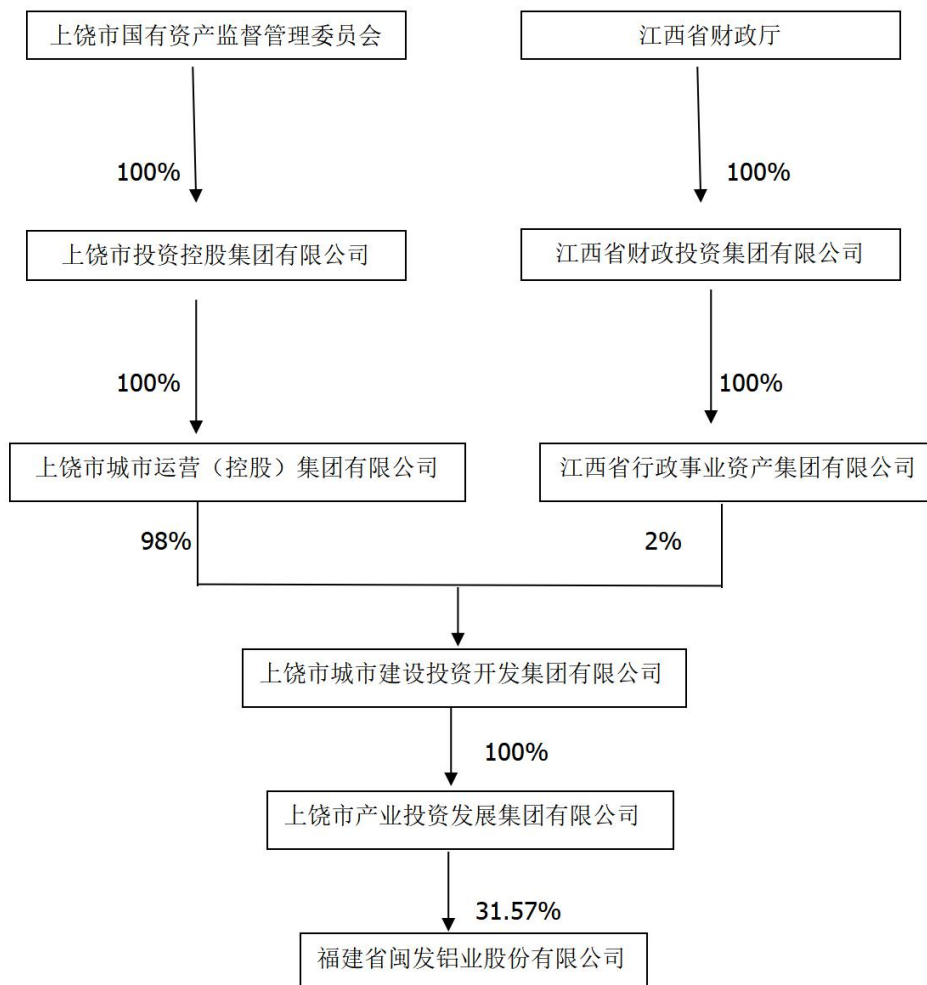 上饶市国有资产监督管理委员会
江西省财政厅
100%
100%
上饶市投资控股集团有限公司
江西省财政投资集团有限公司
100%
100%
上饶市城市运营（控股）集团有限公司
江西省行政事业资产集团有限公司
98%
2%
上饶市城市建设投资开发集团有限公司
100%
上饶市产业投资发展集团有限公司
31.57%
福建省闽发铝业股份有限公司